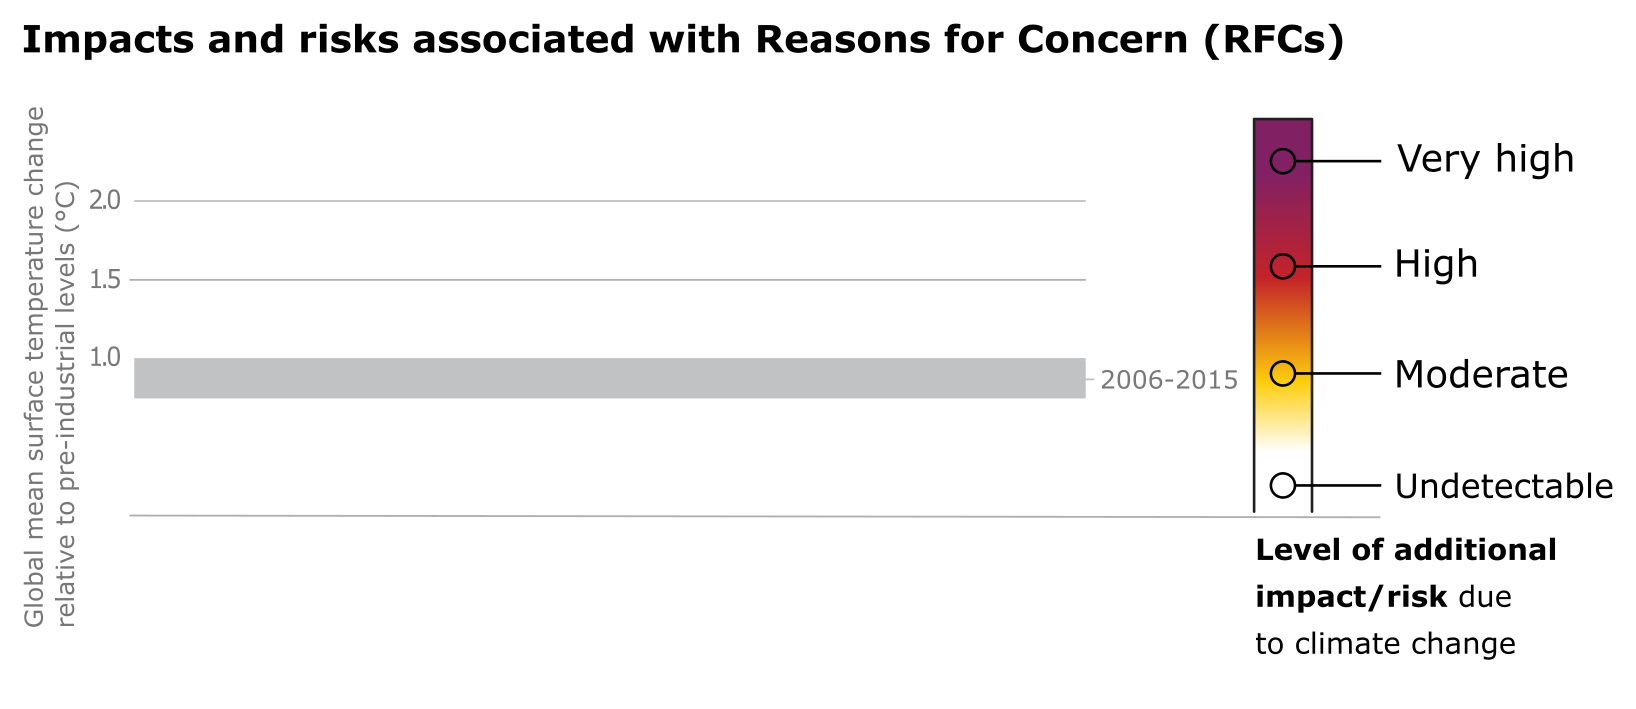 Impacts and risks associated with Reasons for Concern (RFCs)
Global mean surface temperature change
relative to pre-industrial levels (°C)
2.0
1.5
1.0
2006-2015
Very high
High
Moderate
Undetectable
Level of additional
impact/risk due
to climate change